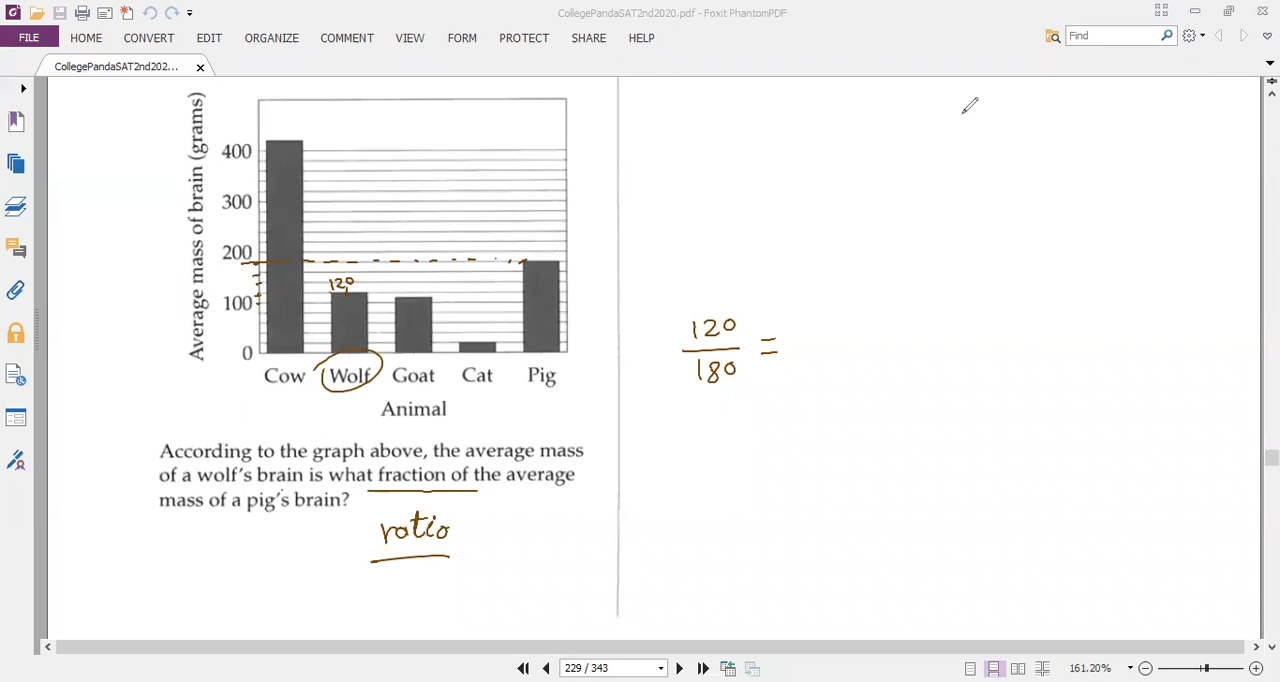 CollegePandaSAT2nd2020.pdf - Foxit PhantomPDF
FILE HOME CONVERT EDIT ORGANIZE COMMENT VIEW FORM PROTECT SHARE HELP
Find
CollegePandaSAT2nd202...
Average mass of brain (grams)
400
300
200
100
0
120
Cow Wolf Goat Cat Pig
Animal
According to the graph above, the average mass
of a wolf's brain is what fraction of the average
mass of a pig's brain?
ratio
120
180
=
229 / 343
161.20%